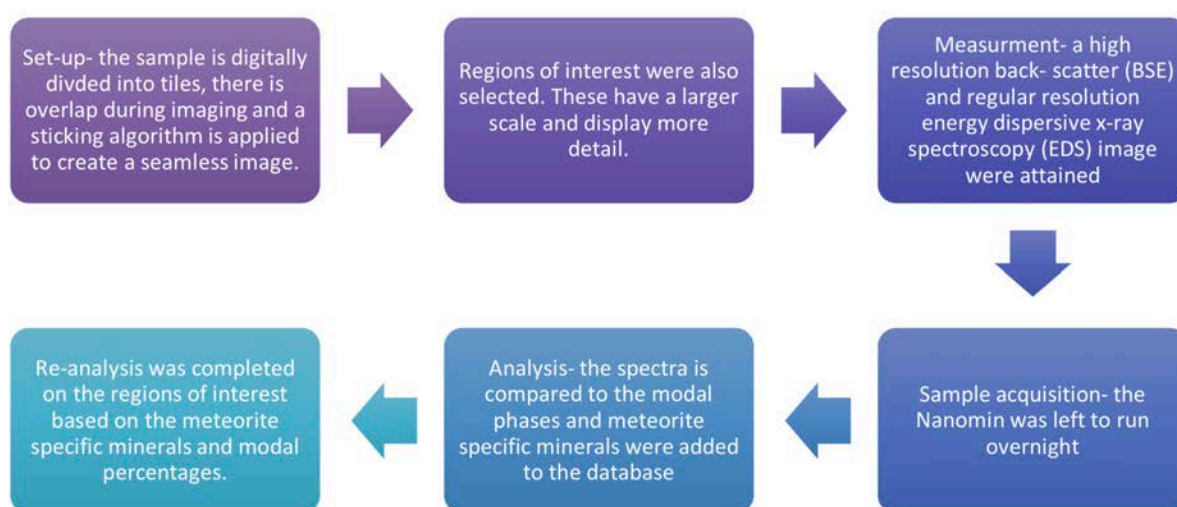 Set-up- the sample is digitally
divded into tiles, there is
overlap during imaging and a
sticking algorithm is applied
to create a seamless image.
Regions of interest were also
selected. These have a larger
scale and display more
detail.
Measurment- a high
resolution back- scatter (BSE)
and regular resolution
energy dispersive x-ray
spectroscopy (EDS) image
were attained
Sample acquisition- the
Nanomin was left to run
overnight
Analysis- the spectra is
compared to the modal
phases and meteorite
specific minerals were added
to the database
Re-analysis was completed
on the regions of interest
based on the meteorite
specific minerals and modal
percentages.